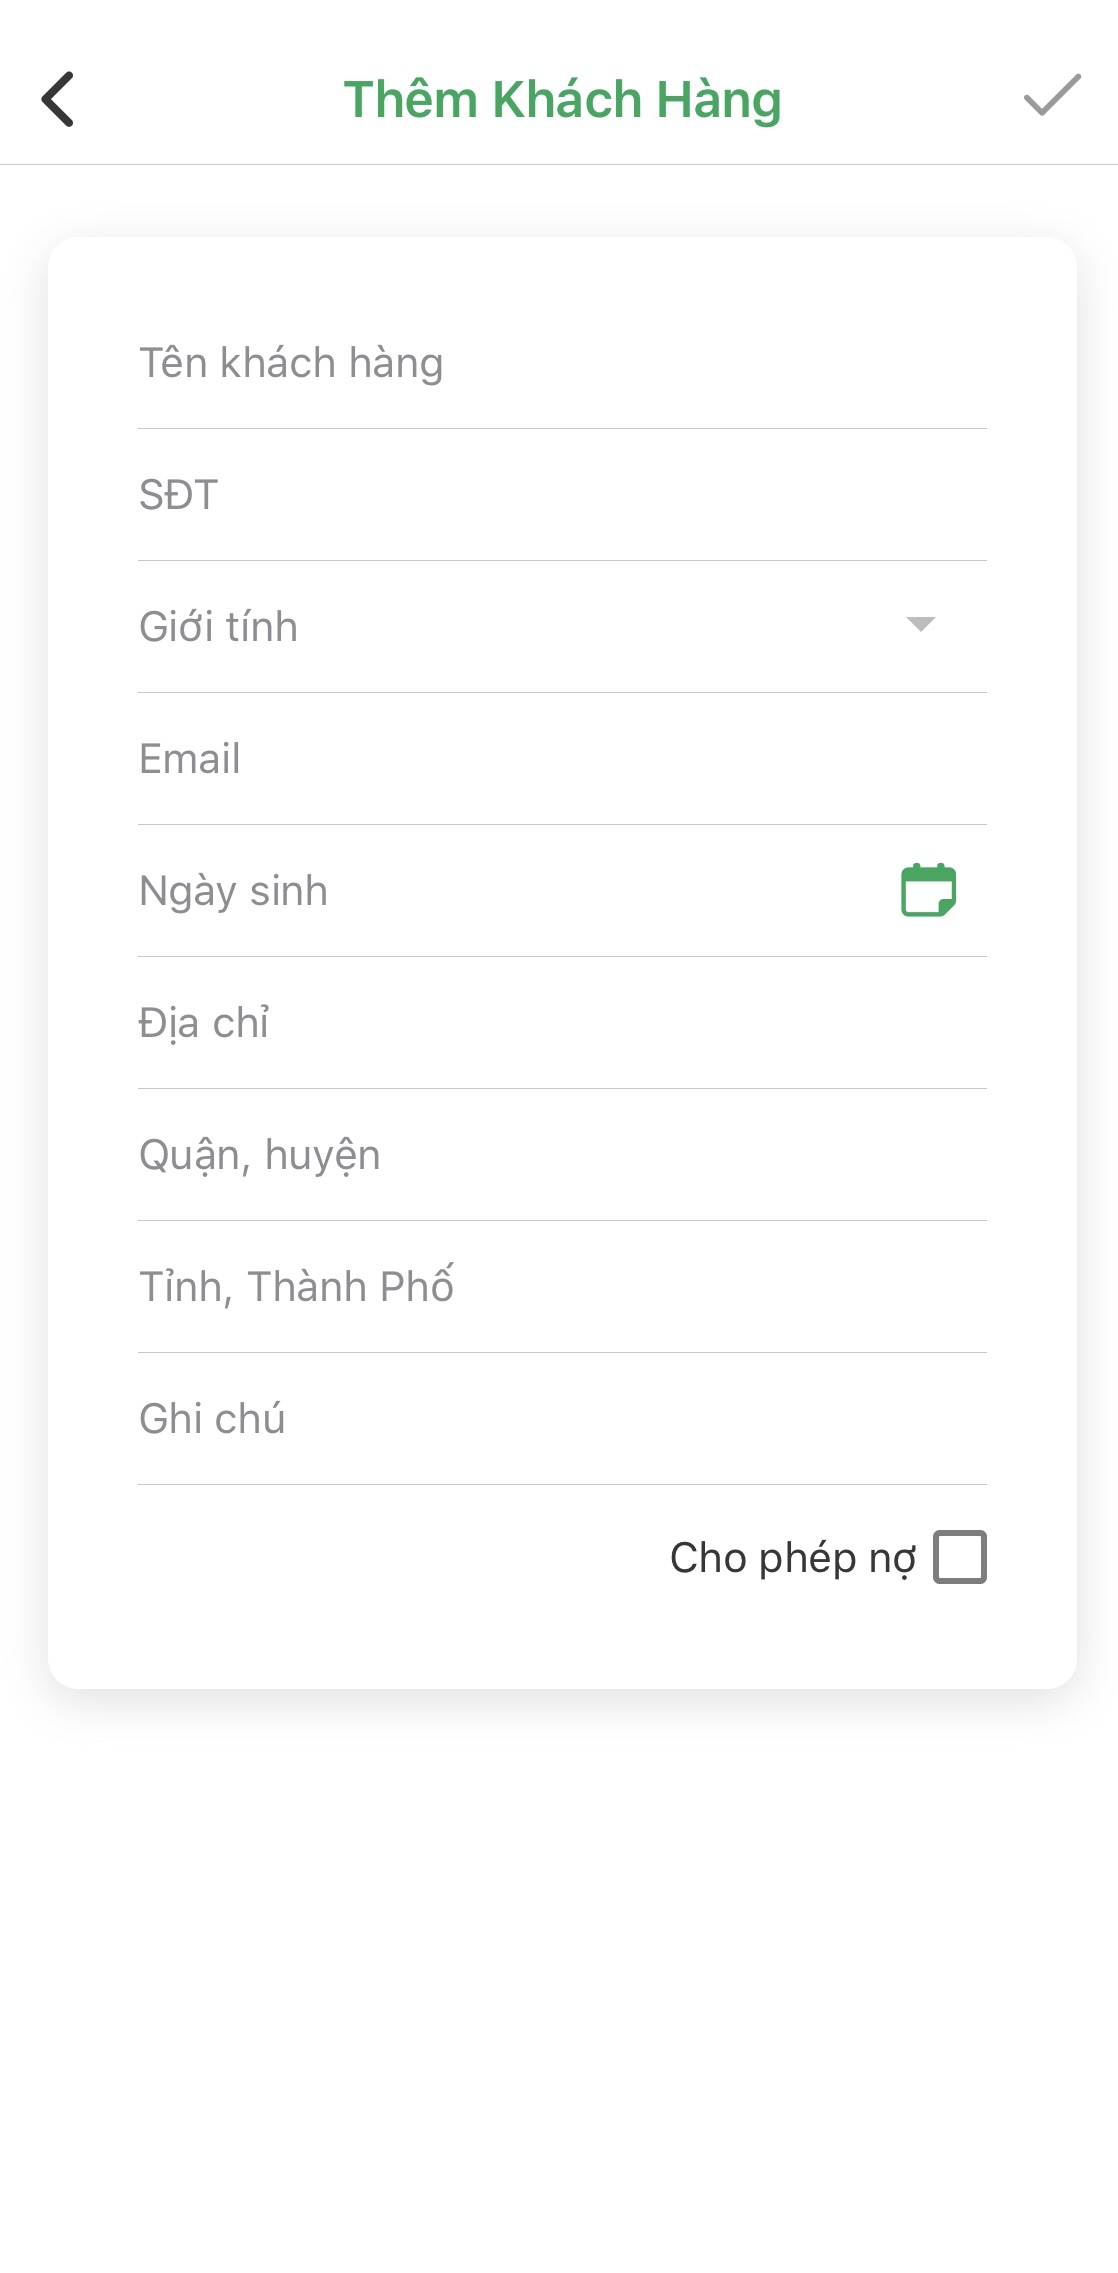 Thêm Khách Hàng
Tên khách hàng
SĐT
Giới tính
Email
Ngày sinh
Địa chỉ
Quận, huyện
Tỉnh, Thành Phố
Ghi chú
Cho phép nợ